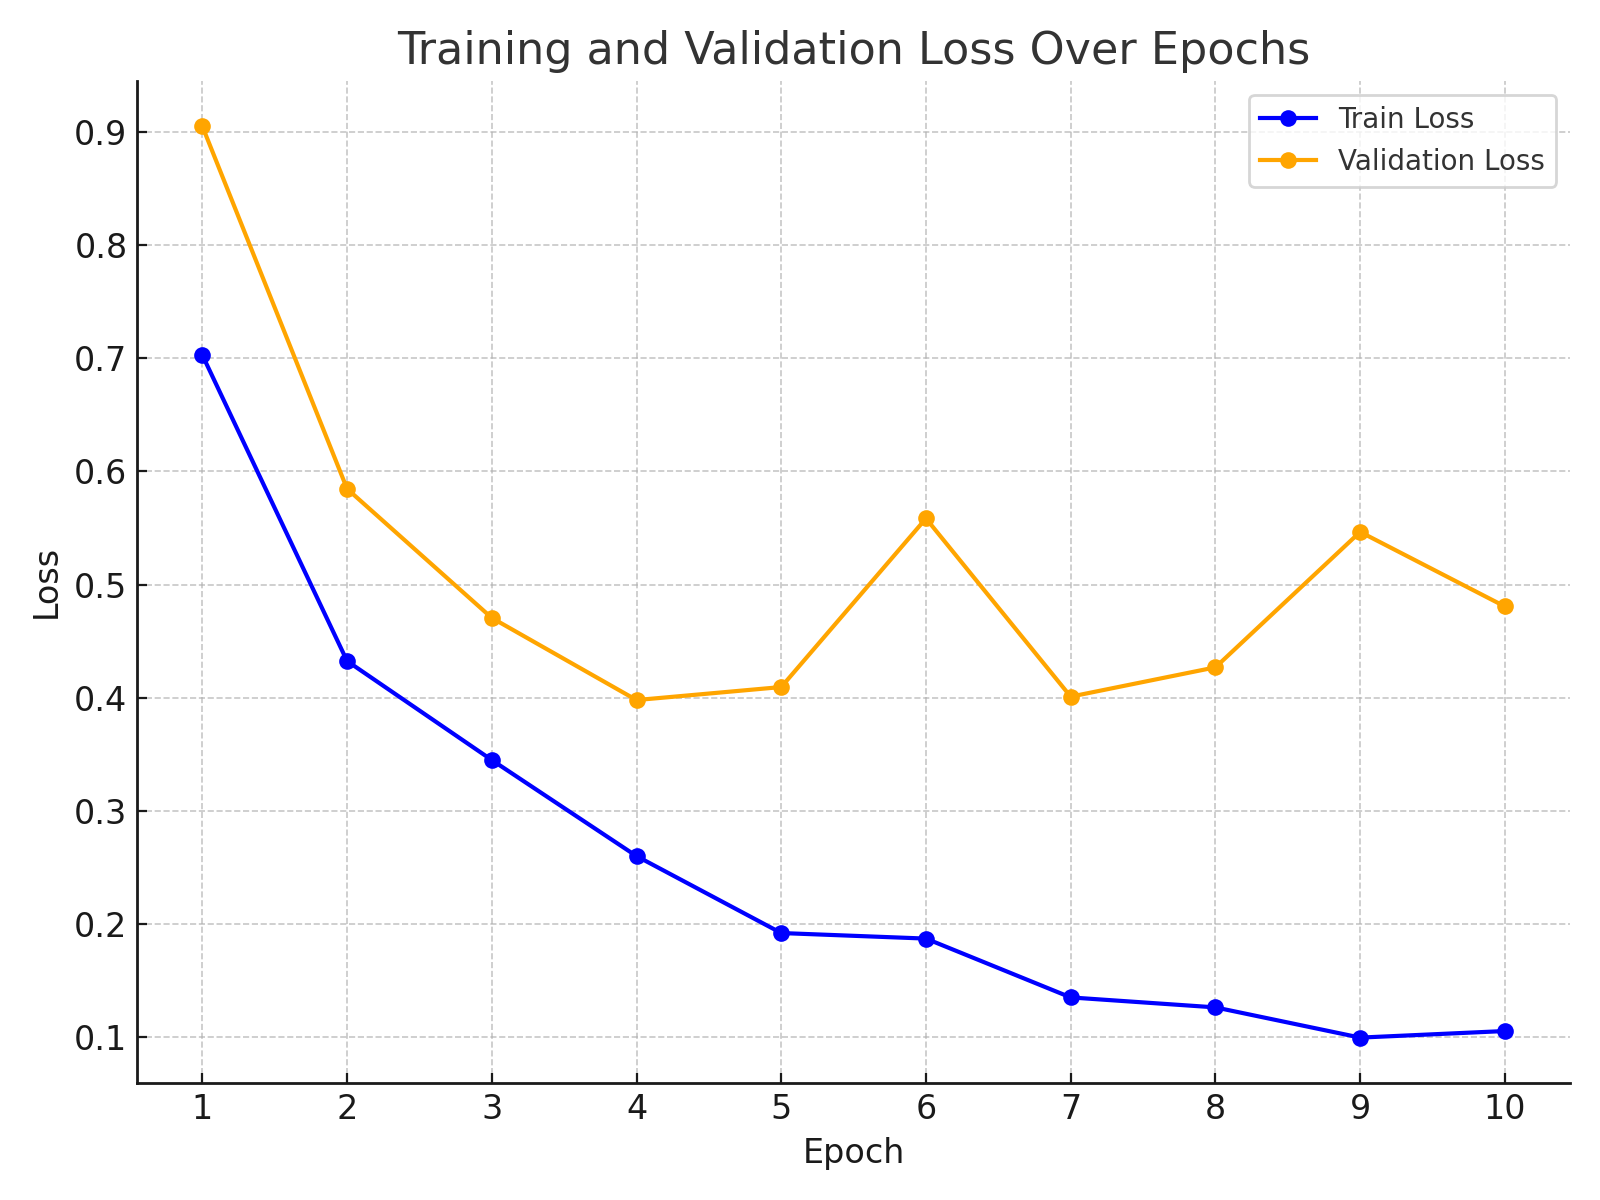 Training and Validation Loss Over Epochs
Train Loss
Validation Loss
0.9
0.8
0.7
0.6
0.5
0.4
0.3
0.2
0.1
Loss
1 2 3 4 5 6 7 8 9 10
Epoch